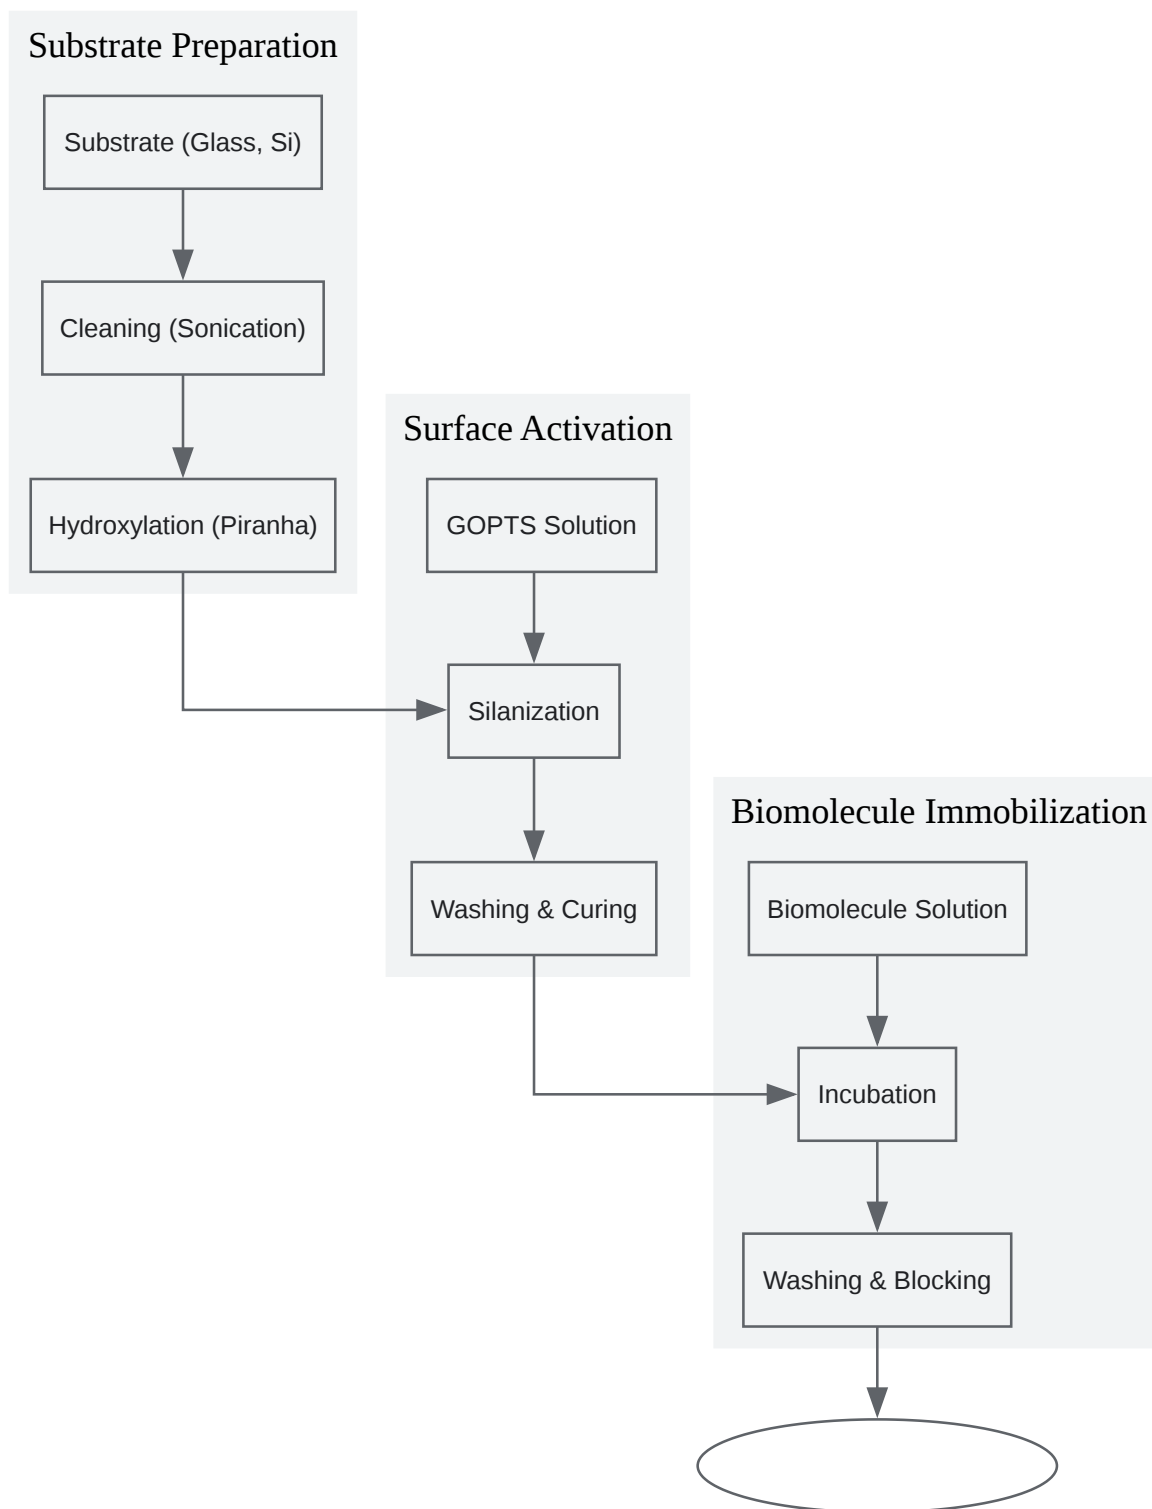 Substrate Preparation
Substrate (Glass, Si)
Cleaning (Sonication)
Hydroxylation (Piranha)
Surface Activation
GOPTS Solution
Silanization
Washing & Curing
Biomolecule Immobilization
Biomolecule Solution
Incubation
Washing & Blocking